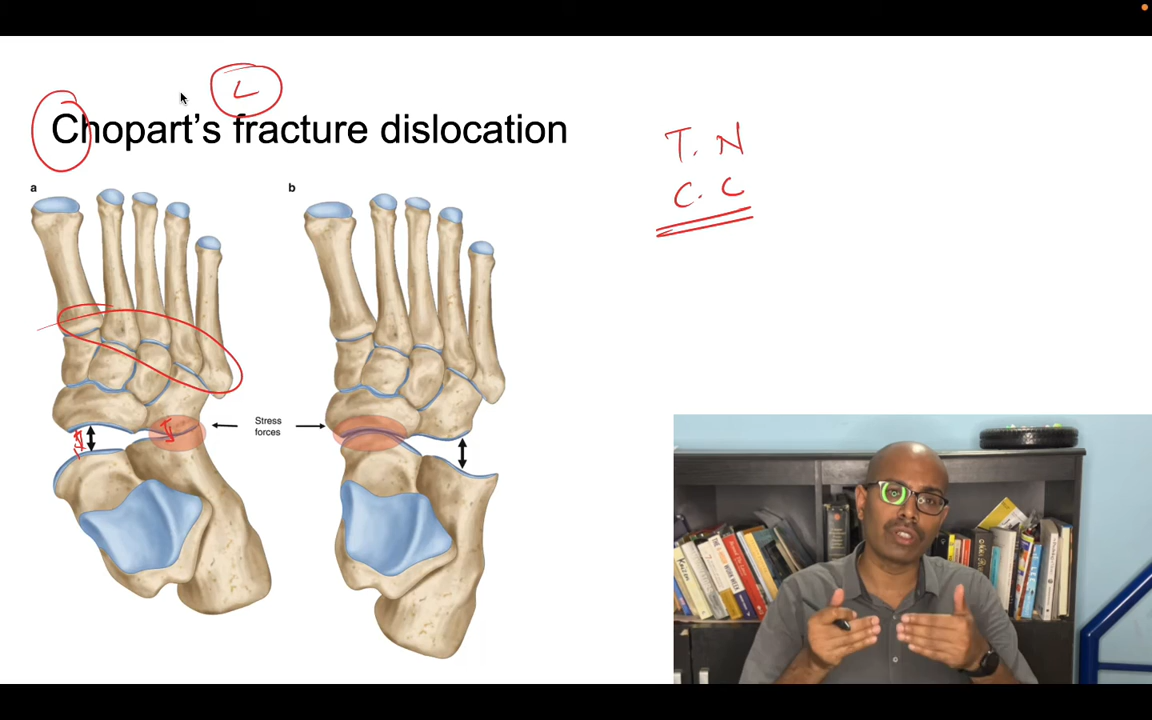 L
Chopart's fracture dislocation
T. N
C. C
a
b
Stress
forces